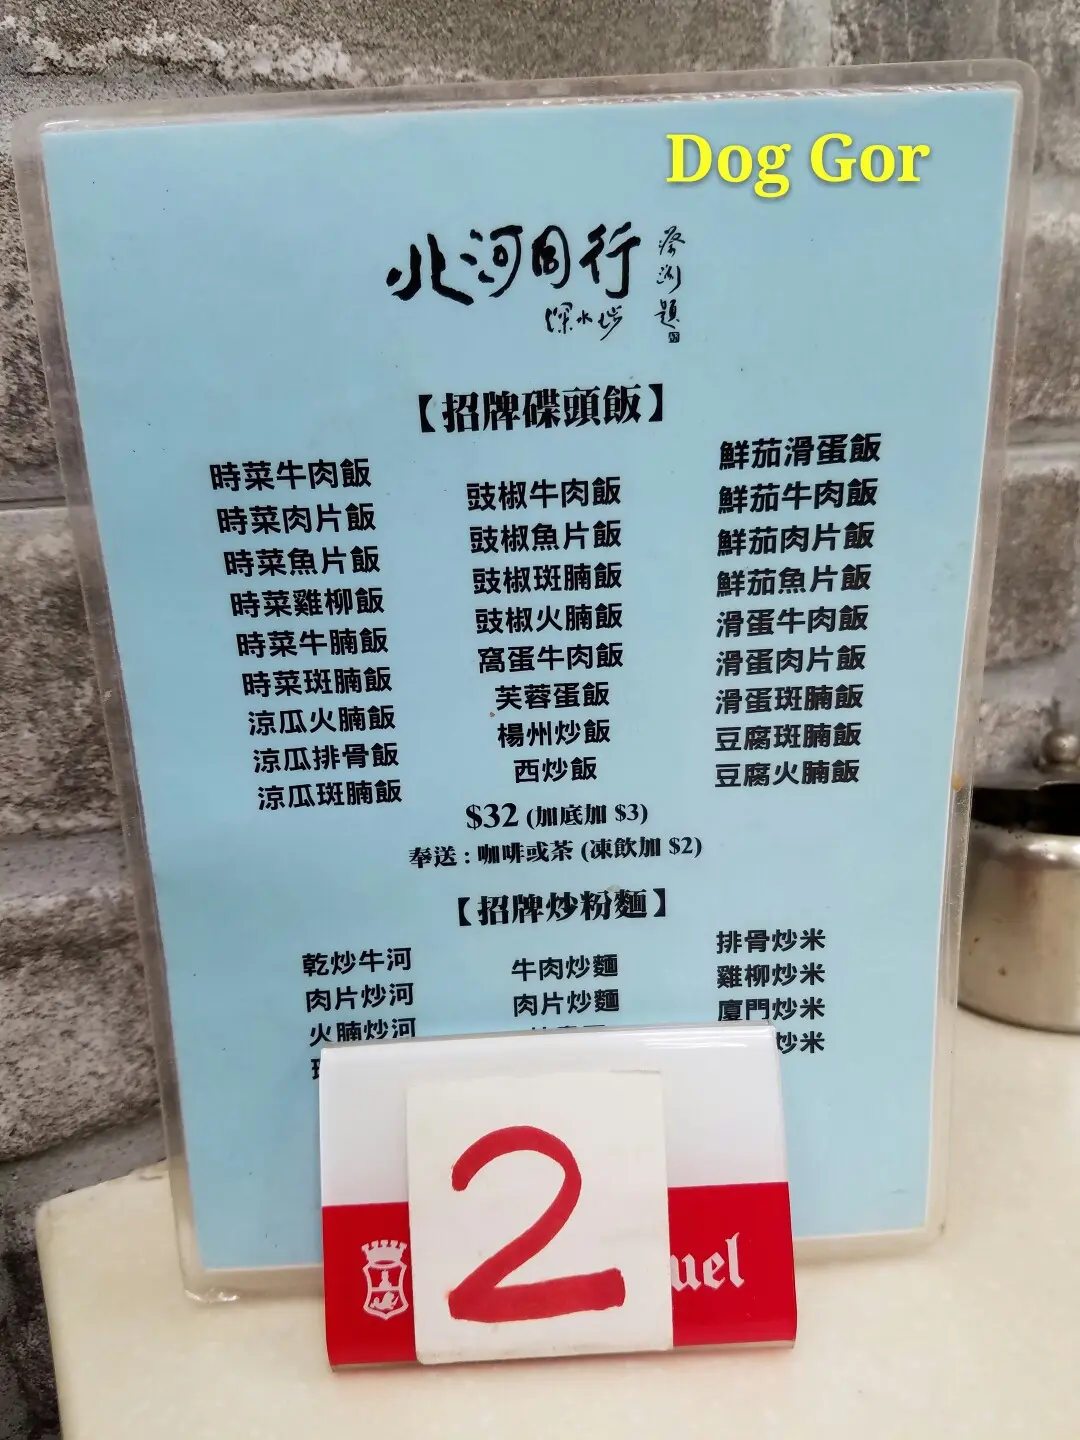 Dog Gor
北河同行
深水埗
蔡瀾題
【招牌碟頭飯】
時菜牛肉飯
時菜肉片飯
時菜魚片飯
時菜雞柳飯
時菜牛腩飯
時菜斑腩飯
涼瓜火腩飯
涼瓜排骨飯
涼瓜斑腩飯
豉椒牛肉飯
豉椒魚片飯
豉椒斑腩飯
豉椒火腩飯
窩蛋牛肉飯
芙蓉蛋飯
楊州炒飯
西炒飯
鮮茄滑蛋飯
鮮茄牛肉飯
鮮茄肉片飯
鮮茄魚片飯
滑蛋牛肉飯
滑蛋肉片飯
滑蛋斑腩飯
豆腐斑腩飯
豆腐火腩飯
$32 (加底加 $3)
奉送 : 咖啡或茶 (凍飲加 $2)
【招牌炒粉麵】
乾炒牛河
肉片炒河
火腩炒河
牛肉炒麵
肉片炒麵
排骨炒米
雞柳炒米
廈門炒米
炒米
2
uel